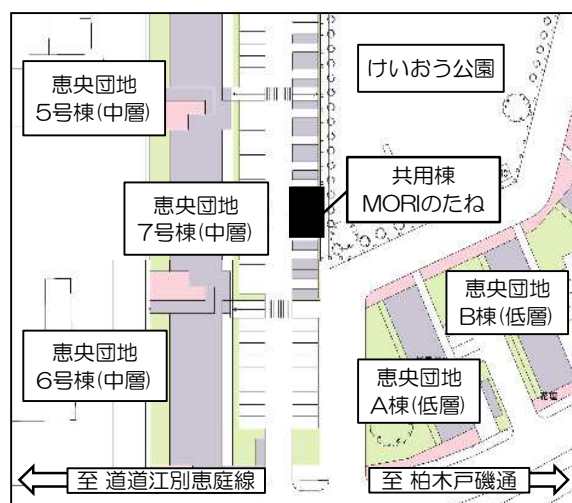 恵央団地
5号棟(中層)
けいおう公園
共用棟
MORIのたね
恵央団地
7号棟(中層)
恵央団地
B棟(低層)
恵央団地
6号棟(中層)
恵央団地
A棟(低層)
花壇
至 道道江別恵庭線
至 柏木戸磯通